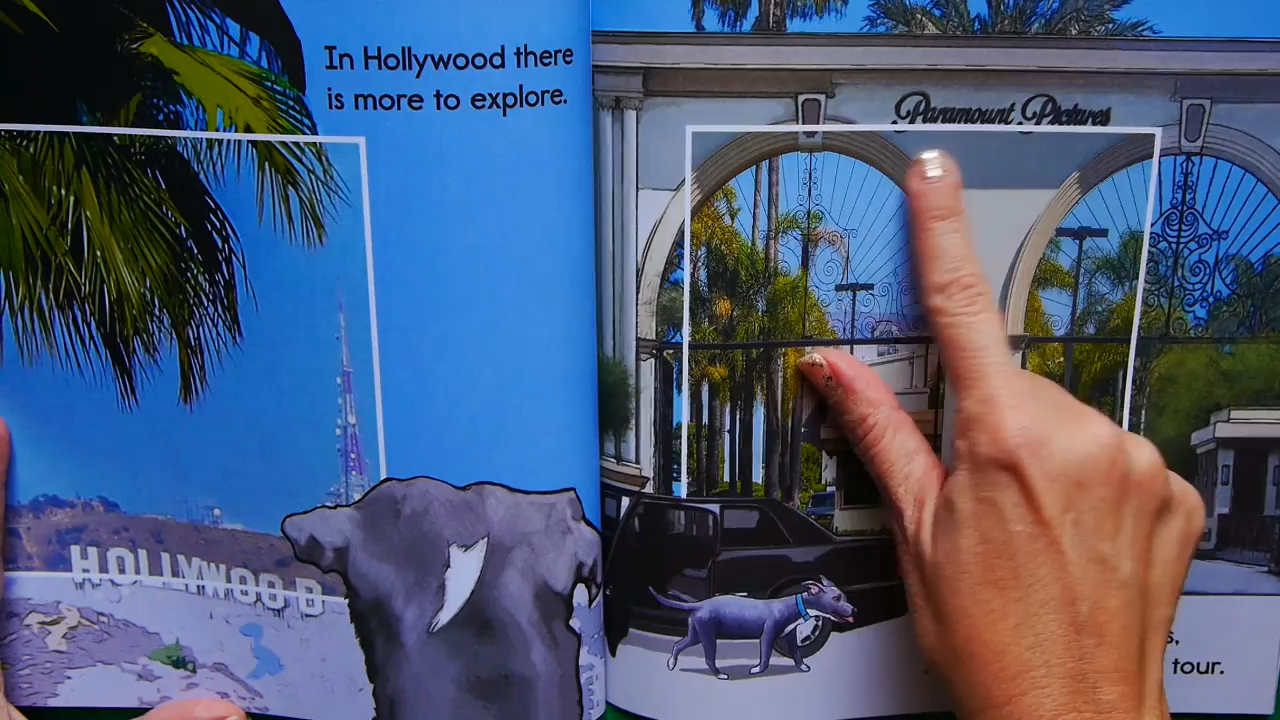 In Hollywood there
is more to explore.
HOLLYWOOD
Paramount Pictures
tour.